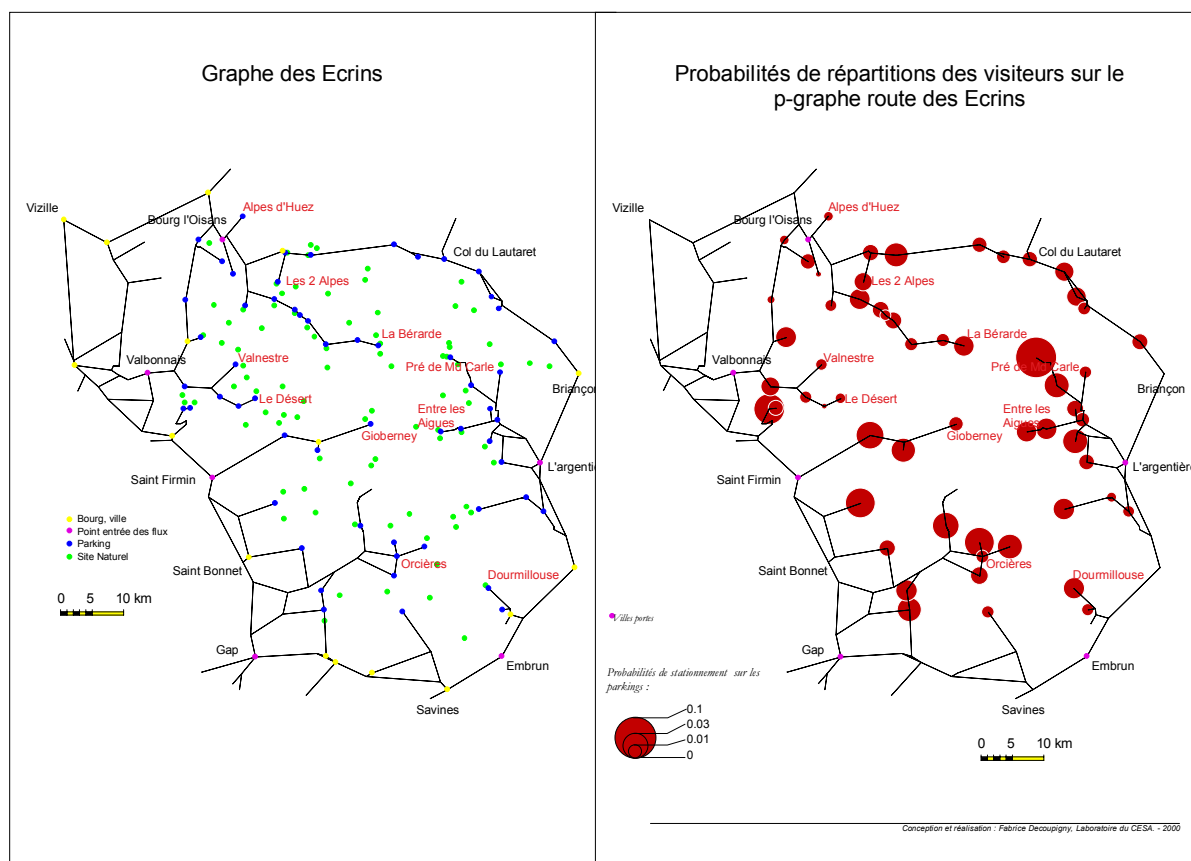 Graphe des Ecrins
Vizille
Alpes d'Huez
Bourg l'Oisans
Col du Lautaret
Les 2 Alpes
La Bérarde
Valnestre
Valbonnais
Pré de Md Carle
Briançon
Le Désert
Entre les
Aigues
Gioberney
L'argentière
Saint Firmin
Bourg, ville
Point entrée des flux
Parking
Site Naturel
Saint Bonnet
Orcières
Dourmillouse
0 5 10 km
Gap
Embrun
Savines
Probabilités de répartitions des visiteurs sur le
p-graphe route des Ecrins
Vizille
Alpes d'Huez
Bourg l'Oisans
Col du Lautaret
Les 2 Alpes
La Bérarde
Valnestre
Valbonnais
Pré de Md Carle
Briançon
Le Désert
Entre les
Aigues
Gioberney
L'argentière
Saint Firmin
Saint Bonnet
Orcières
Dourmillouse
Villes portes
Gap
Embrun
Savines
Probabilités de stationnement sur les
parkings :
0.1
0.03
0.01
0
0 5 10 km
Conception et réalisation : Fabrice Decoupigny, Laboratoire du CESA. - 2000